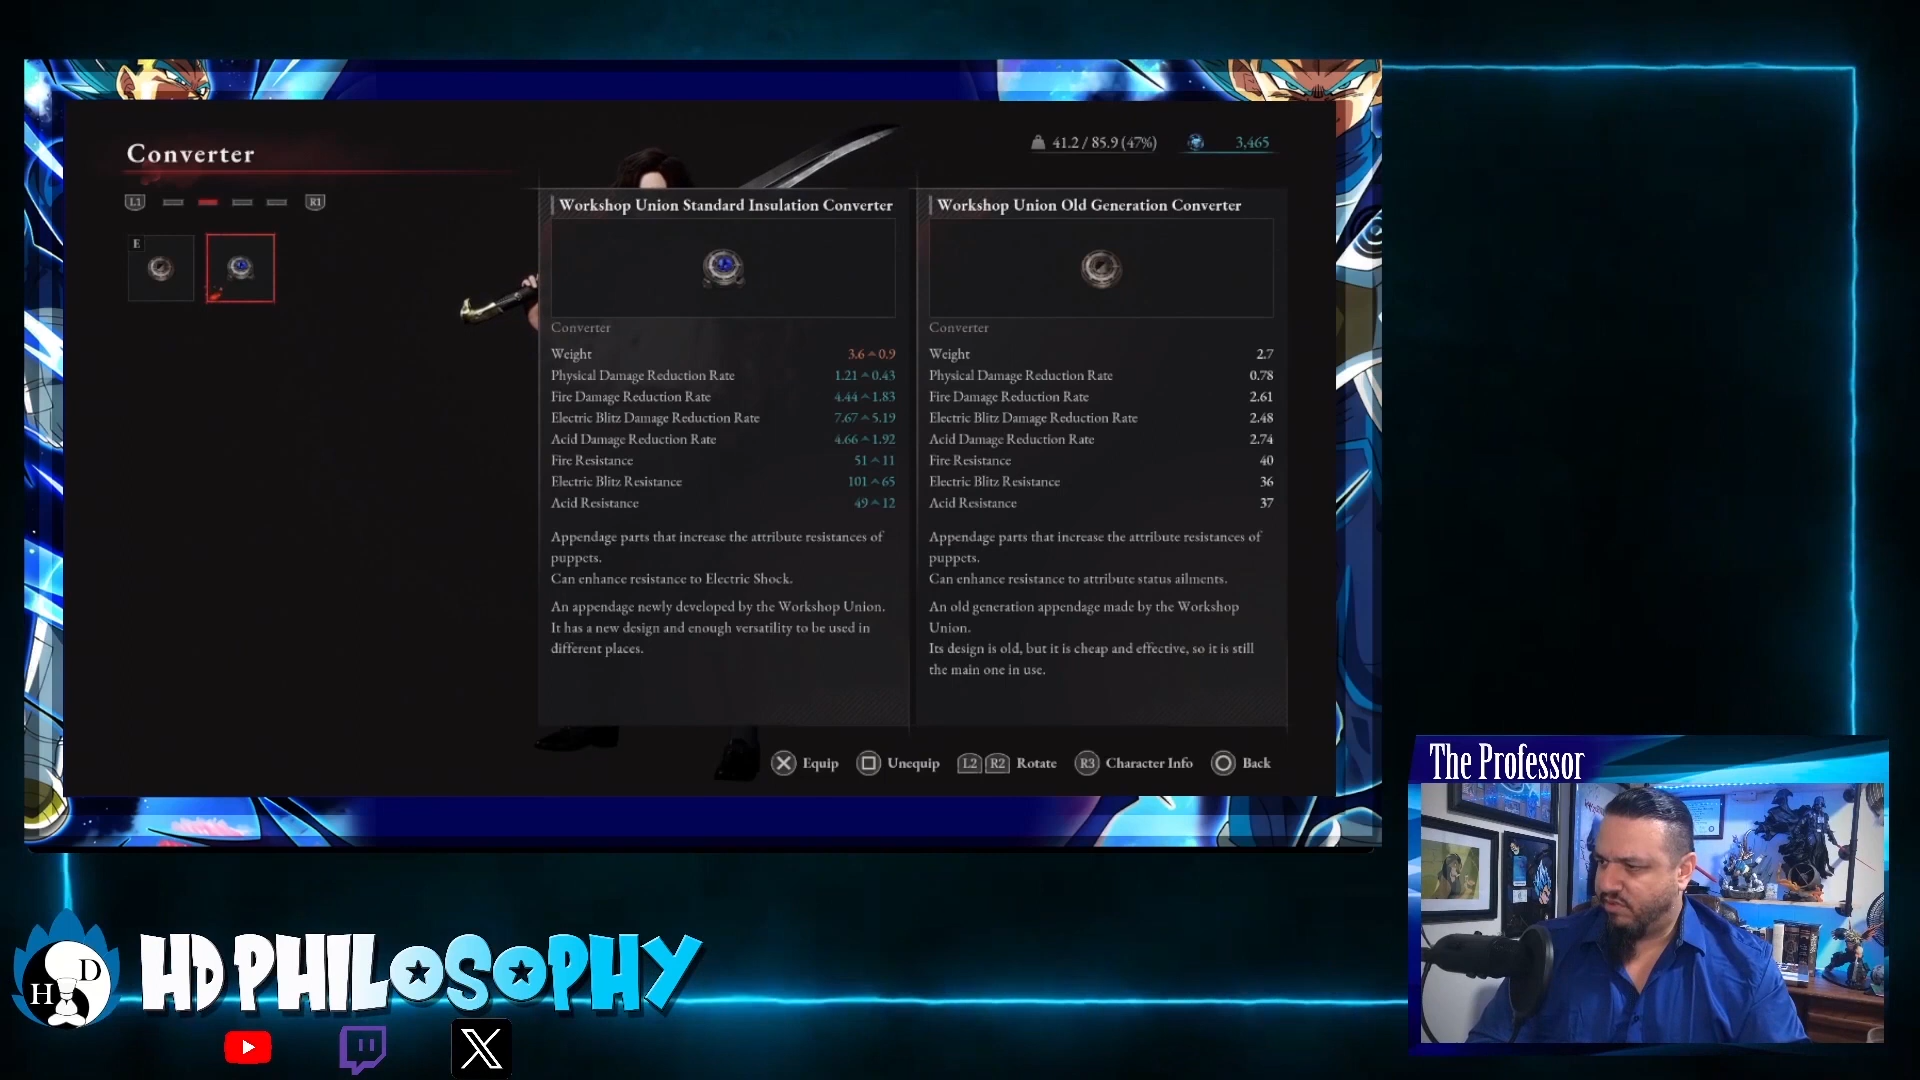 Converter
41.2 / 85.9 (47%)
3,465
L1
R1
E
Workshop Union Standard Insulation Converter
Converter
Weight 3.6 0.9
Physical Damage Reduction Rate 1.21 0.43
Fire Damage Reduction Rate 4.44 1.83
Electric Blitz Damage Reduction Rate 7.67 5.19
Acid Damage Reduction Rate 4.66 1.92
Fire Resistance 51 11
Electric Blitz Resistance 101 65
Acid Resistance 49 12
Appendage parts that increase the attribute resistances of
puppets.
Can enhance resistance to Electric Shock.
An appendage newly developed by the Workshop Union.
It has a new design and enough versatility to be used in
different places.
Workshop Union Old Generation Converter
Converter
Weight 2.7
Physical Damage Reduction Rate 0.78
Fire Damage Reduction Rate 2.61
Electric Blitz Damage Reduction Rate 2.48
Acid Damage Reduction Rate 2.74
Fire Resistance 40
Electric Blitz Resistance 36
Acid Resistance 37
Appendage parts that increase the attribute resistances of
puppets.
Can enhance resistance to attribute status ailments.
An old generation appendage made by the Workshop
Union.
Its design is old, but it is cheap and effective, so it is still
the main one in use.
Equip Unequip L2 R2 Rotate R3 Character Info Back
The Professor
H D
HD PHILOSOPHY